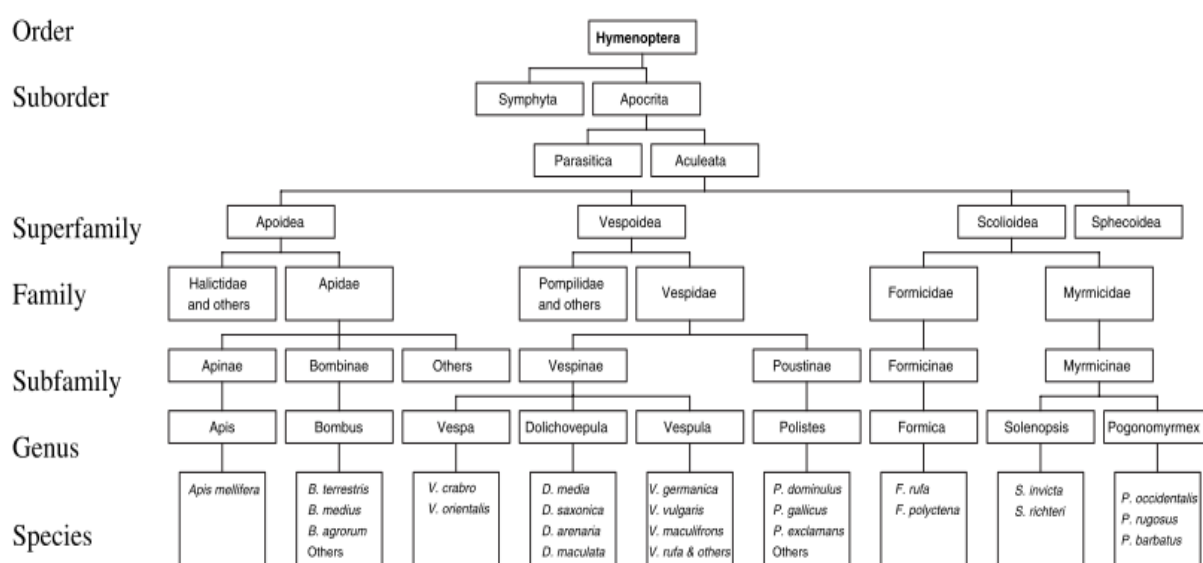 Order
Hymenoptera
Suborder
Symphyta
Apocrita
Parasitica
Aculeata
Superfamily
Apoidea
Vespoidea
Scolioidea
Sphecoidea
Family
Halictidae
and others
Apidae
Pompilidae
and others
Vespidae
Formicidae
Myrmicidae
Subfamily
Apinae
Bombinae
Others
Vespinae
Poustinae
Formicinae
Myrmicinae
Genus
Apis
Bombus
Vespa
Dolichovepula
Vespula
Polistes
Formica
Solenopsis
Pogonomyrmex
Species
Apis mellifera
B. terrestris
B. medius
B. agrorum
Others
V. crabro
V. orientalis
D. media
D. saxonica
D. arenaria
D. maculata
V. germanica
V. vulgaris
V. maculifrons
V. rufa & others
P. dominulus
P. gallicus
P. exclamans
Others
F. rufa
F. polyctena
S. invicta
S. richteri
P. occidentalis
P. rugosus
P. barbatus